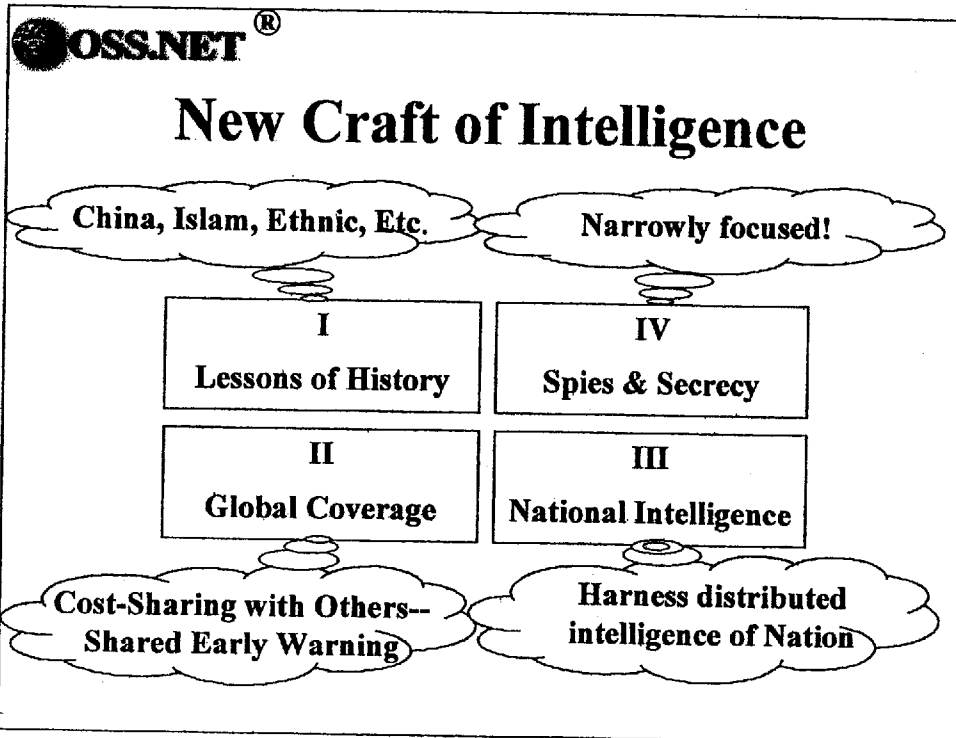 OSS.NET ®
New Craft of Intelligence
China, Islam, Ethnic, Etc.
Narrowly focused!
I
Lessons of History
IV
Spies & Secrecy
II
Global Coverage
III
National Intelligence
Cost-Sharing with Others--
Shared Early Warning
Harness distributed
intelligence of Nation